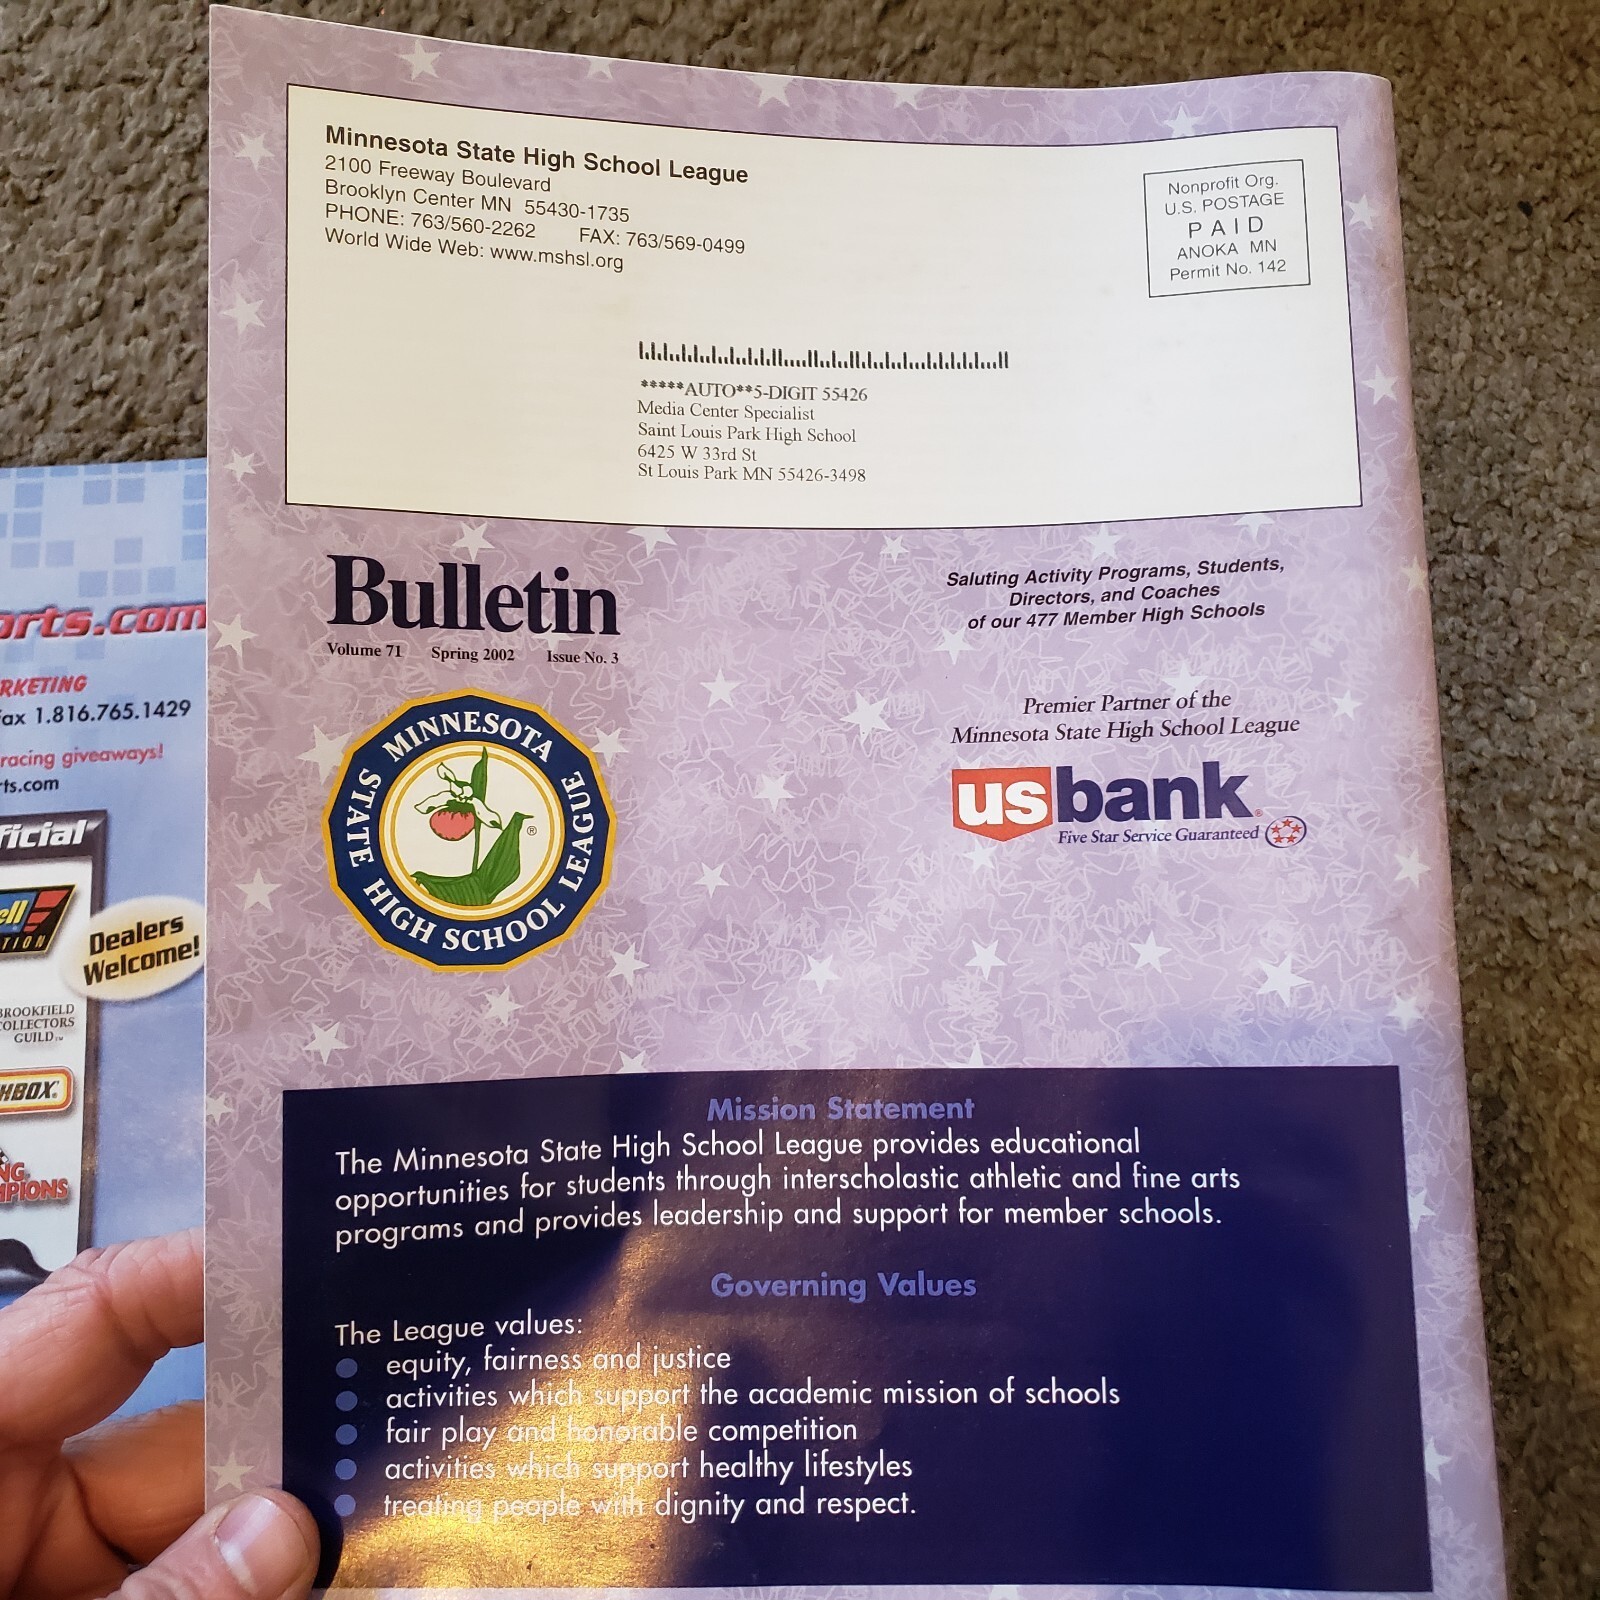 Minnesota State High School League
2100 Freeway Boulevard
Brooklyn Center MN 55430-1735
PHONE: 763/560-2262 FAX: 763/569-0499
World Wide Web: www.mshsl.org
Nonprofit Org.
U.S. POSTAGE
PAID
ANOKA MN
Permit No. 142
*****AUTO**5-DIGIT 55426
Media Center Specialist
Saint Louis Park High School
6425 W 33rd St
St Louis Park MN 55426-3498
Bulletin
Volume 71 Spring 2002 Issue No. 3
Saluting Activity Programs, Students,
Directors, and Coaches
of our 477 Member High Schools
MINNESOTA STATE HIGH SCHOOL LEAGUE
®
Premier Partner of the
Minnesota State High School League
usbank®
Five Star Service Guaranteed
Mission Statement
The Minnesota State High School League provides educational
opportunities for students through interscholastic athletic and fine arts
programs and provides leadership and support for member schools.
Governing Values
The League values:
equity, fairness and justice
activities which support the academic mission of schools
fair play and honorable competition
activities which support healthy lifestyles
treating people with dignity and respect.
orts.com
RKETING
ax 1.816.765.1429
racing giveaways!
ts.com
ficial
ell
TION
Dealers
Welcome!
BROOKFIELD
COLLECTORS
GUILD™
HBOX
NG
MPIONS